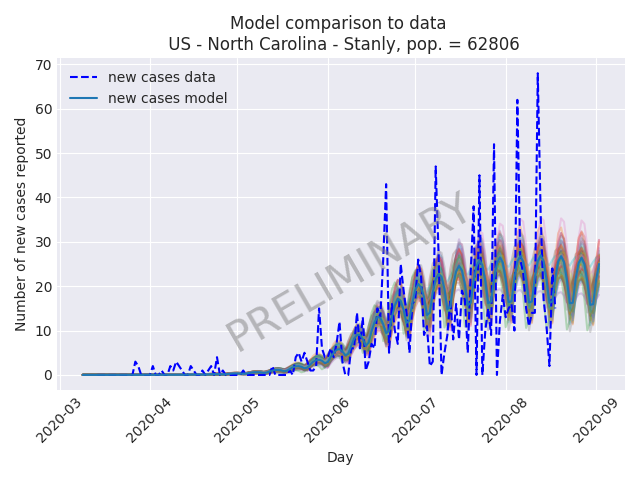 Model comparison to data
US - North Carolina - Stanly, pop. = 62806
new cases data
new cases model
70
60
50
40
30
20
10
0
Number of new cases reported
PRELIMINARY
2020-03
2020-04
2020-05
2020-06
2020-07
2020-08
2020-09
Day